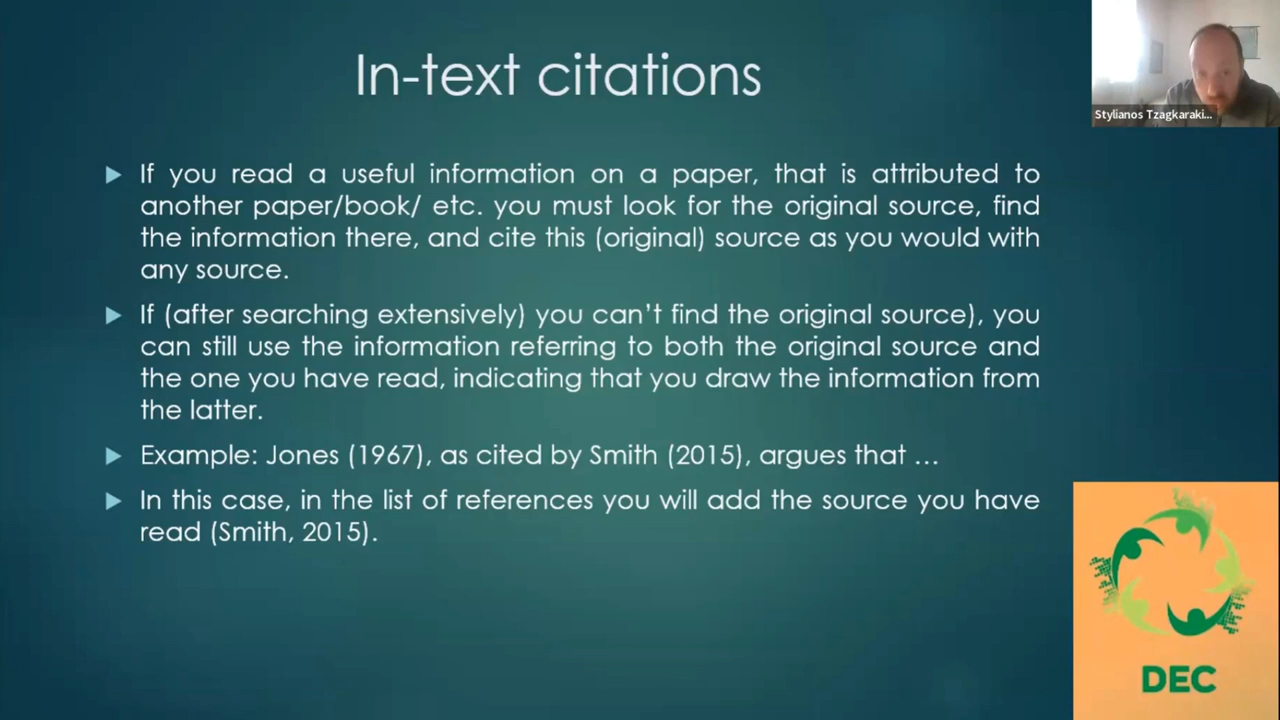 In-text citations
Stylianos Tzagkaraki...
If you read a useful information on a paper, that is attributed to
another paper/book/ etc. you must look for the original source, find
the information there, and cite this (original) source as you would with
any source.
If (after searching extensively) you can't find the original source), you
can still use the information referring to both the original source and
the one you have read, indicating that you draw the information from
the latter.
Example: Jones (1967), as cited by Smith (2015), argues that …
In this case, in the list of references you will add the source you have
read (Smith, 2015).
DEC